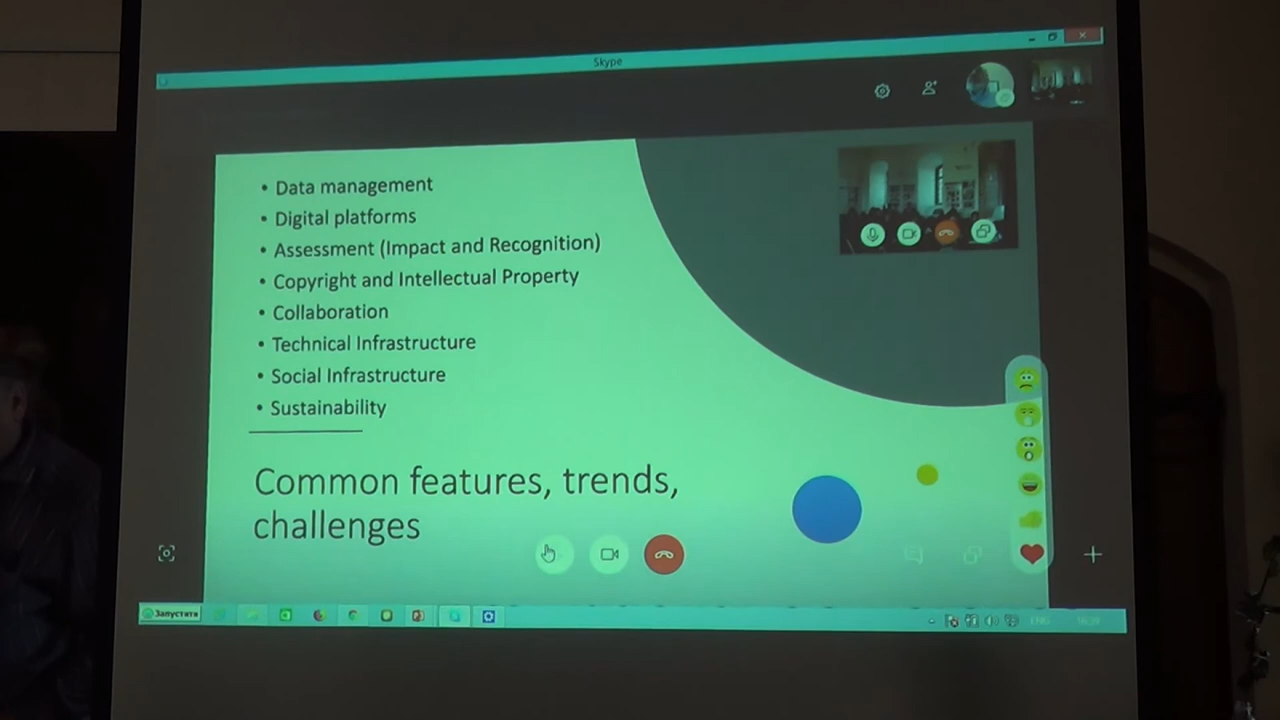 Skype
• Data management
• Digital platforms
• Assessment (Impact and Recognition)
• Copyright and Intellectual Property
• Collaboration
• Technical Infrastructure
• Social Infrastructure
• Sustainability
Common features, trends,
challenges
Запустити
ENG